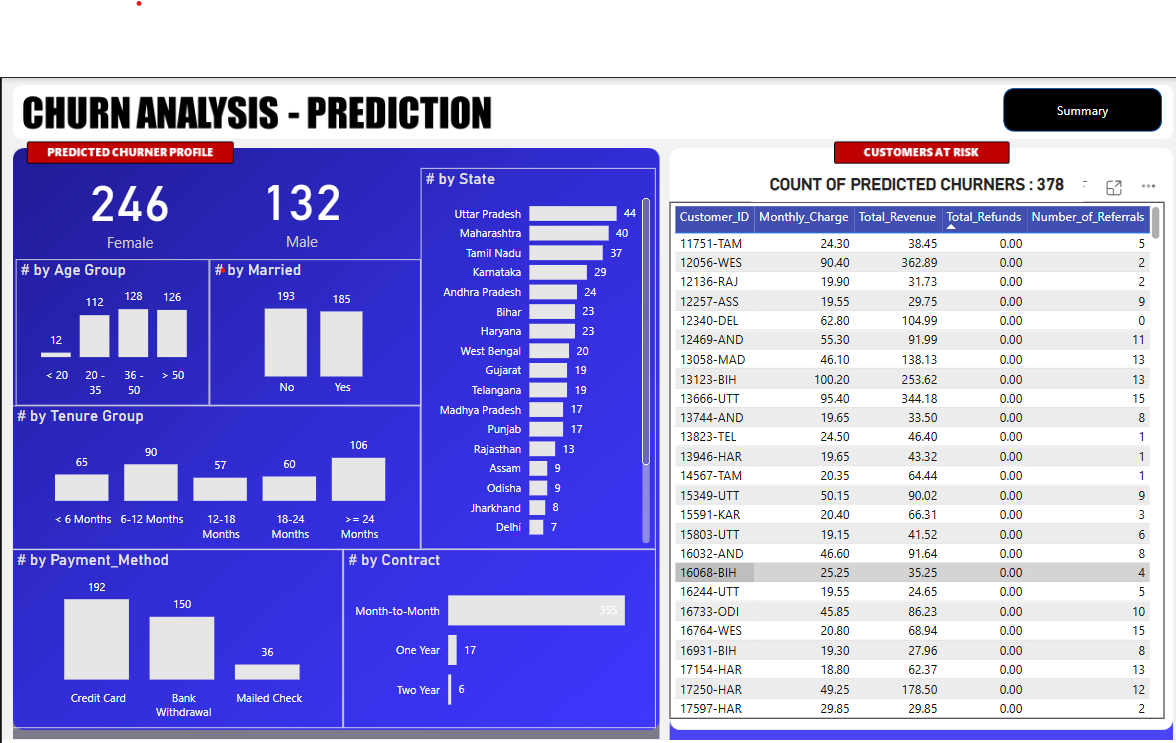 CHURN ANALYSIS - PREDICTION
Summary
PREDICTED CHURNER PROFILE
246
Female
132
Male
# by Age Group
12
112
128
126
< 20
20 -
35
36 -
50
> 50
# by Married
193
185
No
Yes
# by Tenure Group
65
90
57
60
106
< 6 Months
6-12 Months
12-18
Months
18-24
Months
>= 24
Months
# by Payment_Method
192
150
36
Credit Card
Bank
Withdrawal
Mailed Check
# by State
Uttar Pradesh 44
Maharashtra 40
Tamil Nadu 37
Karnataka 29
Andhra Pradesh 24
Bihar 23
Haryana 23
West Bengal 20
Gujarat 19
Telangana 19
Madhya Pradesh 17
Punjab 17
Rajasthan 13
Assam 9
Odisha 9
Jharkhand 8
Delhi 7
# by Contract
Month-to-Month 355
One Year 17
Two Year 6
CUSTOMERS AT RISK
COUNT OF PREDICTED CHURNERS : 378
Customer_ID Monthly_Charge Total_Revenue Total_Refunds Number_of_Referrals
11751-TAM 24.30 38.45 0.00 5
12056-WES 90.40 362.89 0.00 2
12136-RAJ 19.90 31.73 0.00 2
12257-ASS 19.55 29.75 0.00 9
12340-DEL 62.80 104.99 0.00 0
12469-AND 55.30 91.99 0.00 11
13058-MAD 46.10 138.13 0.00 13
13123-BIH 100.20 253.62 0.00 13
13666-UTT 95.40 344.18 0.00 15
13744-AND 19.65 33.50 0.00 8
13823-TEL 24.50 46.40 0.00 1
13946-HAR 19.65 43.32 0.00 1
14567-TAM 20.35 64.44 0.00 1
15349-UTT 50.15 90.02 0.00 9
15591-KAR 20.40 66.31 0.00 3
15803-UTT 19.15 41.52 0.00 6
16032-AND 46.60 91.64 0.00 8
16068-BIH 25.25 35.25 0.00 4
16244-UTT 19.55 24.65 0.00 5
16733-ODI 45.85 86.23 0.00 10
16764-WES 20.80 68.94 0.00 15
16931-BIH 19.30 27.96 0.00 8
17154-HAR 18.80 62.37 0.00 13
17250-HAR 49.25 178.50 0.00 12
17597-HAR 29.85 29.85 0.00 2